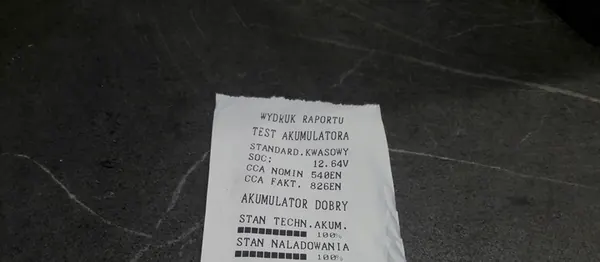 WYDRUK RAPORTU
TEST AKUMULATORA
STANDARD.KWASOWY
SOC: 12.64V
CCA NOMIN 540EN
CCA FAKT. 826EN
AKUMULATOR DOBRY
STAN TECHN.AKUM.
100%
STAN NALADOWANIA
100%